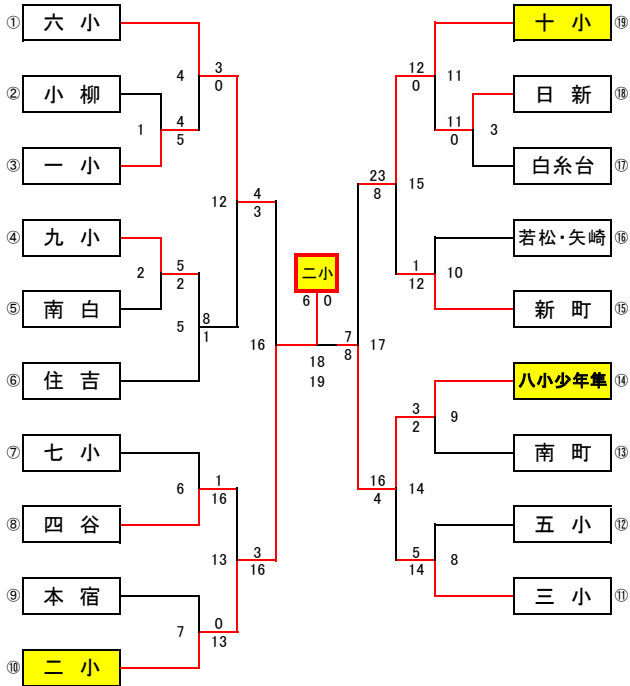 ① 六 小
② 小 柳
③ 一 小
④ 九 小
⑤ 南 白
⑥ 住 吉
⑦ 七 小
⑧ 四 谷
⑨ 本 宿
⑩ 二 小
4
3
0
1
4
5
12
4
3
2
5
2
5
8
1
16
6
1
16
13
3
16
7
0
13
二小
6 0
18
19
7
8
17
12
0
11
11
0
3
23
8
15
1
12
10
3
2
9
16
4
14
5
14
8
十 小 ⑲
日 新 ⑱
白糸台 ⑰
若松・矢崎 ⑯
新 町 ⑮
八小少年隼 ⑭
南 町 ⑬
五 小 ⑫
三 小 ⑪